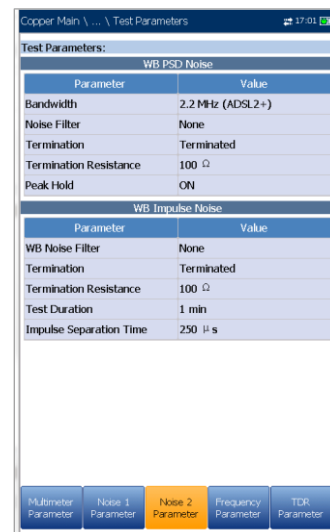 Copper Main \ ... \ Test Parameters 17:01
Test Parameters:
WB PSD Noise
Parameter Value
Bandwidth 2.2 MHz (ADSL2+)
Noise Filter None
Termination Terminated
Termination Resistance 100 Ω
Peak Hold ON
WB Impulse Noise
Parameter Value
WB Noise Filter None
Termination Terminated
Termination Resistance 100 Ω
Test Duration 1 min
Impulse Separation Time 250 μ s
Multimeter Parameter
Noise 1 Parameter
Noise 2 Parameter
Frequency Parameter
TDR Parameter